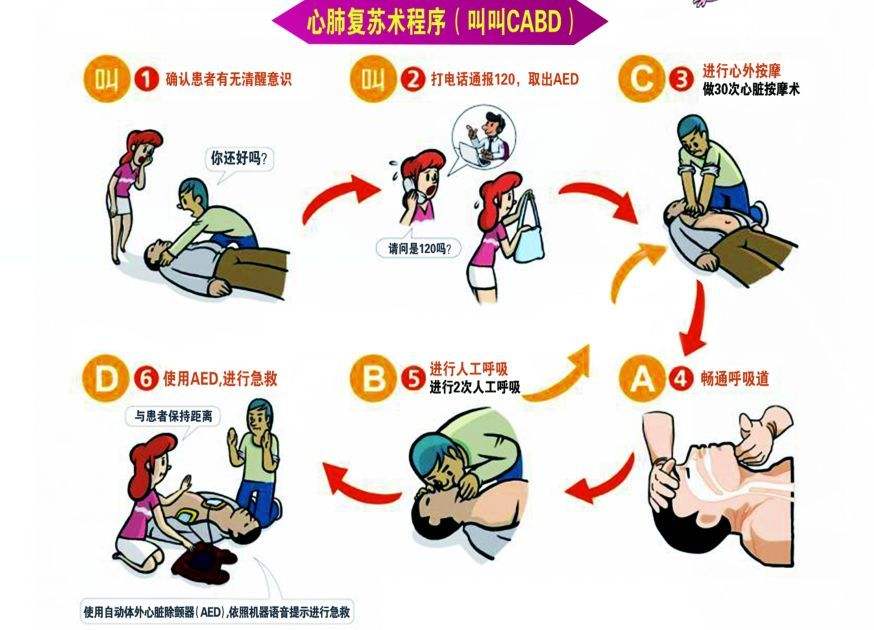 心肺复苏术程序（叫叫CABD）
叫 1 确认患者有无清醒意识
你还好吗？
叫 2 打电话通报120，取出AED
请问是120吗？
C 3 进行心外按摩
做30次心脏按摩术
A 4 畅通呼吸道
B 5 进行人工呼吸
进行2次人工呼吸
D 6 使用AED,进行急救
与患者保持距离
使用自动体外心脏除颤器(AED),依照机器语音提示进行急救